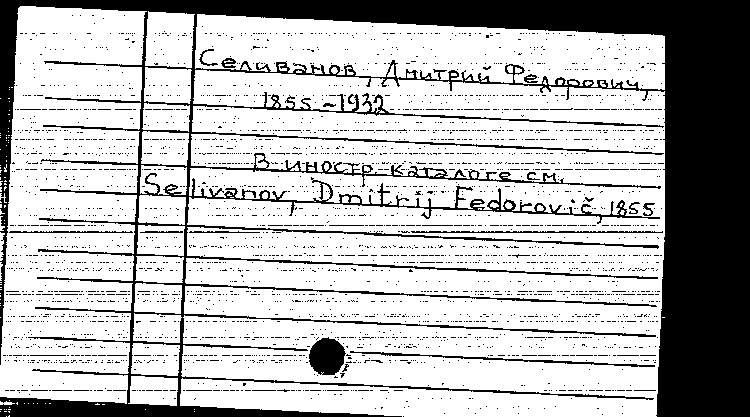 Селиванов, Дмитрий Федорович,
1855-1932
В иностр каталоге см.
Selivanov, Dmitrij Fedorovič, 1855